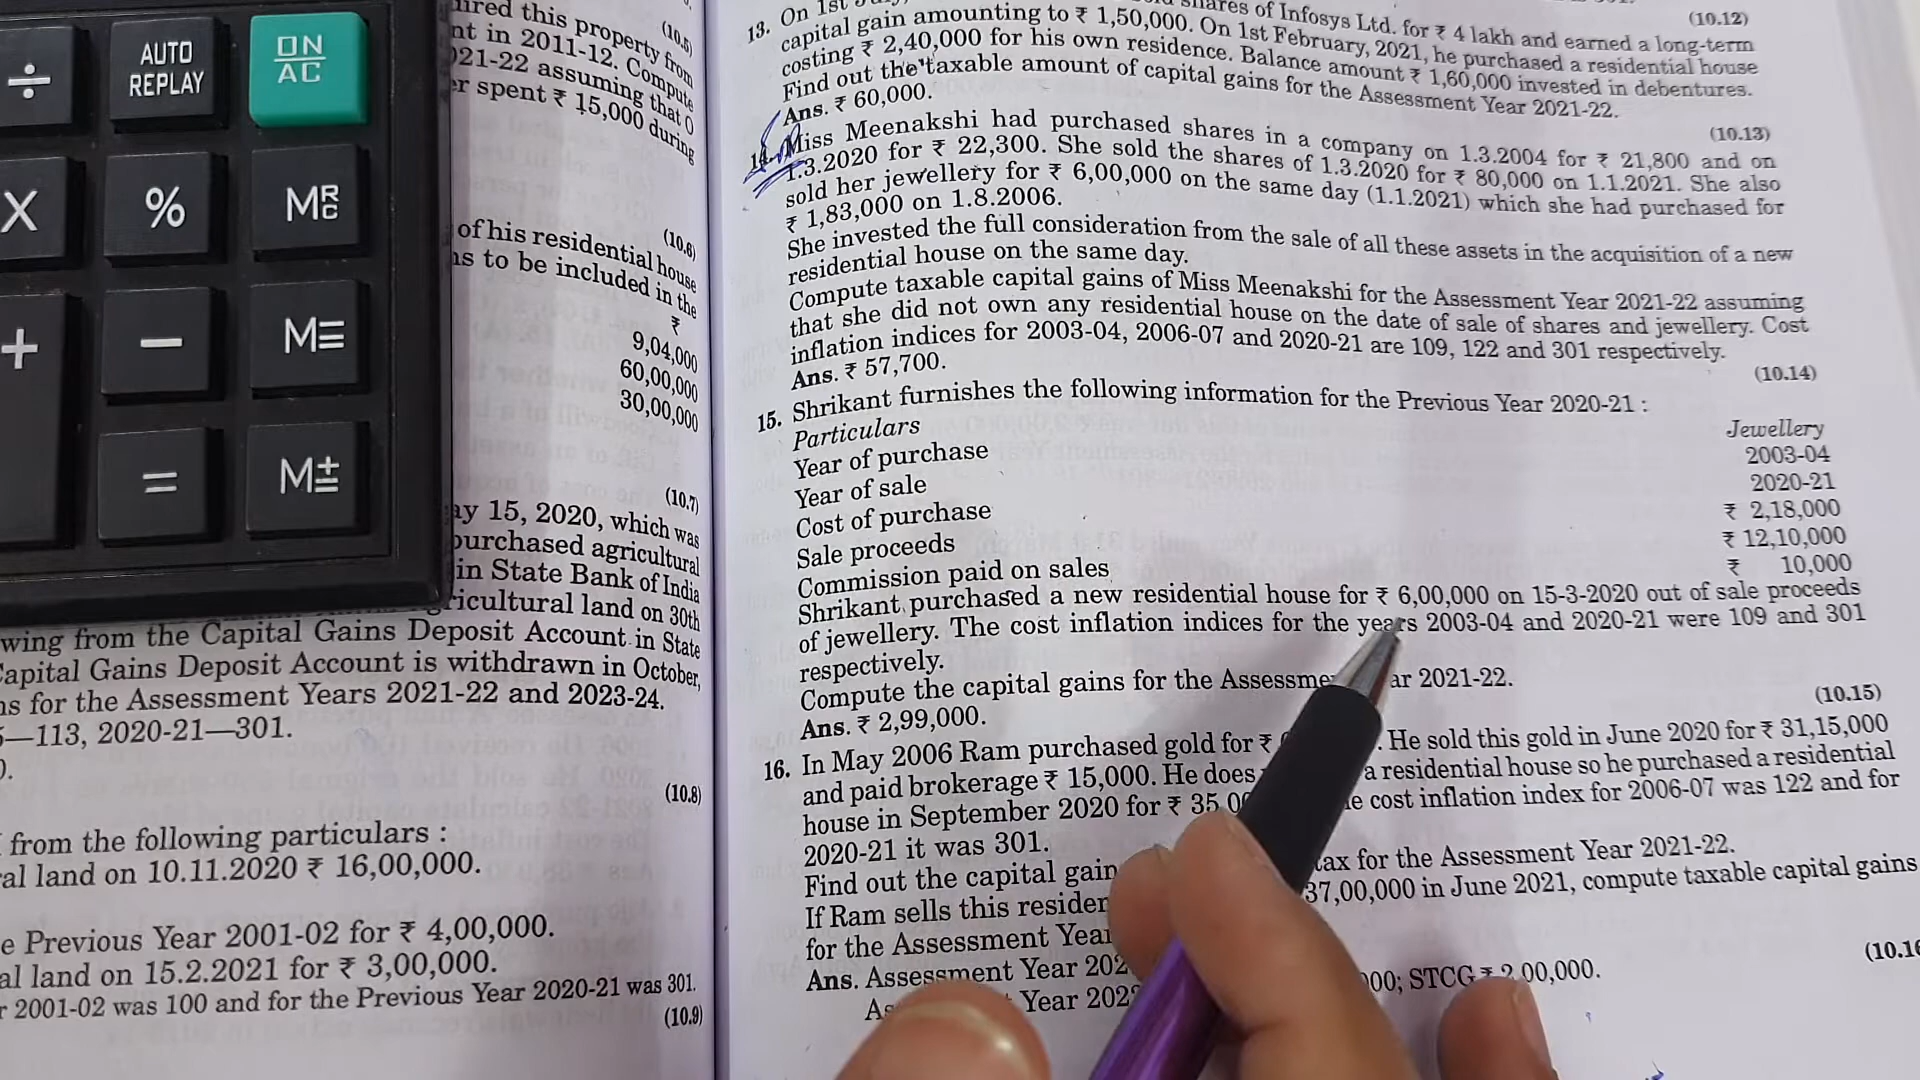 ÷
AUTO
REPLAY
ON
AC
X
%
MRC
+
−
M=
=
M±
(10.5)
ired this property from
nt in 2011-12. Compute
021-22 assuming that 0
er spent ₹ 15,000 during
(10.6)
of his residential house
ns to be included in the
₹
9,04,000
60,00,000
30,00,000
(10.7)
ay 15, 2020, which was
purchased agricultural
in State Bank of India
gricultural land on 30th
wing from the Capital Gains Deposit Account in State
Capital Gains Deposit Account is withdrawn in October,
ns for the Assessment Years 2021-22 and 2023-24.
—113, 2020-21—301.
(10.8)
from the following particulars :
al land on 10.11.2020 ₹ 16,00,000.
e Previous Year 2001-02 for ₹ 4,00,000.
al land on 15.2.2021 for ₹ 3,00,000.
r 2001-02 was 100 and for the Previous Year 2020-21 was 301.
(10.9)
(10.12)
13. On 1st shares of Infosys Ltd. for ₹ 4 lakh and earned a long-term
capital gain amounting to ₹ 1,50,000. On 1st February, 2021, he purchased a residential house
costing ₹ 2,40,000 for his own residence. Balance amount ₹ 1,60,000 invested in debentures.
Find out the taxable amount of capital gains for the Assessment Year 2021-22.
Ans. ₹ 60,000.
(10.13)
14. Miss Meenakshi had purchased shares in a company on 1.3.2004 for ₹ 21,800 and on
1.3.2020 for ₹ 22,300. She sold the shares of 1.3.2020 for ₹ 80,000 on 1.1.2021. She also
sold her jewellery for ₹ 6,00,000 on the same day (1.1.2021) which she had purchased for
₹ 1,83,000 on 1.8.2006.
She invested the full consideration from the sale of all these assets in the acquisition of a new
residential house on the same day.
Compute taxable capital gains of Miss Meenakshi for the Assessment Year 2021-22 assuming
that she did not own any residential house on the date of sale of shares and jewellery. Cost
inflation indices for 2003-04, 2006-07 and 2020-21 are 109, 122 and 301 respectively.
Ans. ₹ 57,700.
(10.14)
15. Shrikant furnishes the following information for the Previous Year 2020-21 :
Particulars Jewellery
Year of purchase 2003-04
Year of sale 2020-21
Cost of purchase ₹ 2,18,000
Sale proceeds ₹ 12,10,000
Commission paid on sales ₹ 10,000
Shrikant purchased a new residential house for ₹ 6,00,000 on 15-3-2020 out of sale proceeds
of jewellery. The cost inflation indices for the years 2003-04 and 2020-21 were 109 and 301
respectively.
Compute the capital gains for the Assessme ar 2021-22.
Ans. ₹ 2,99,000.
(10.15)
16. In May 2006 Ram purchased gold for ₹ . He sold this gold in June 2020 for ₹ 31,15,000
and paid brokerage ₹ 15,000. He does a residential house so he purchased a residential
house in September 2020 for ₹ 35,00 e cost inflation index for 2006-07 was 122 and for
2020-21 it was 301.
Find out the capital gain tax for the Assessment Year 2021-22.
If Ram sells this residen 37,00,000 in June 2021, compute taxable capital gains
for the Assessment Year
Ans. Assessment Year 202 000; STCG ₹ 2,00,000.
As Year 202
(10.16